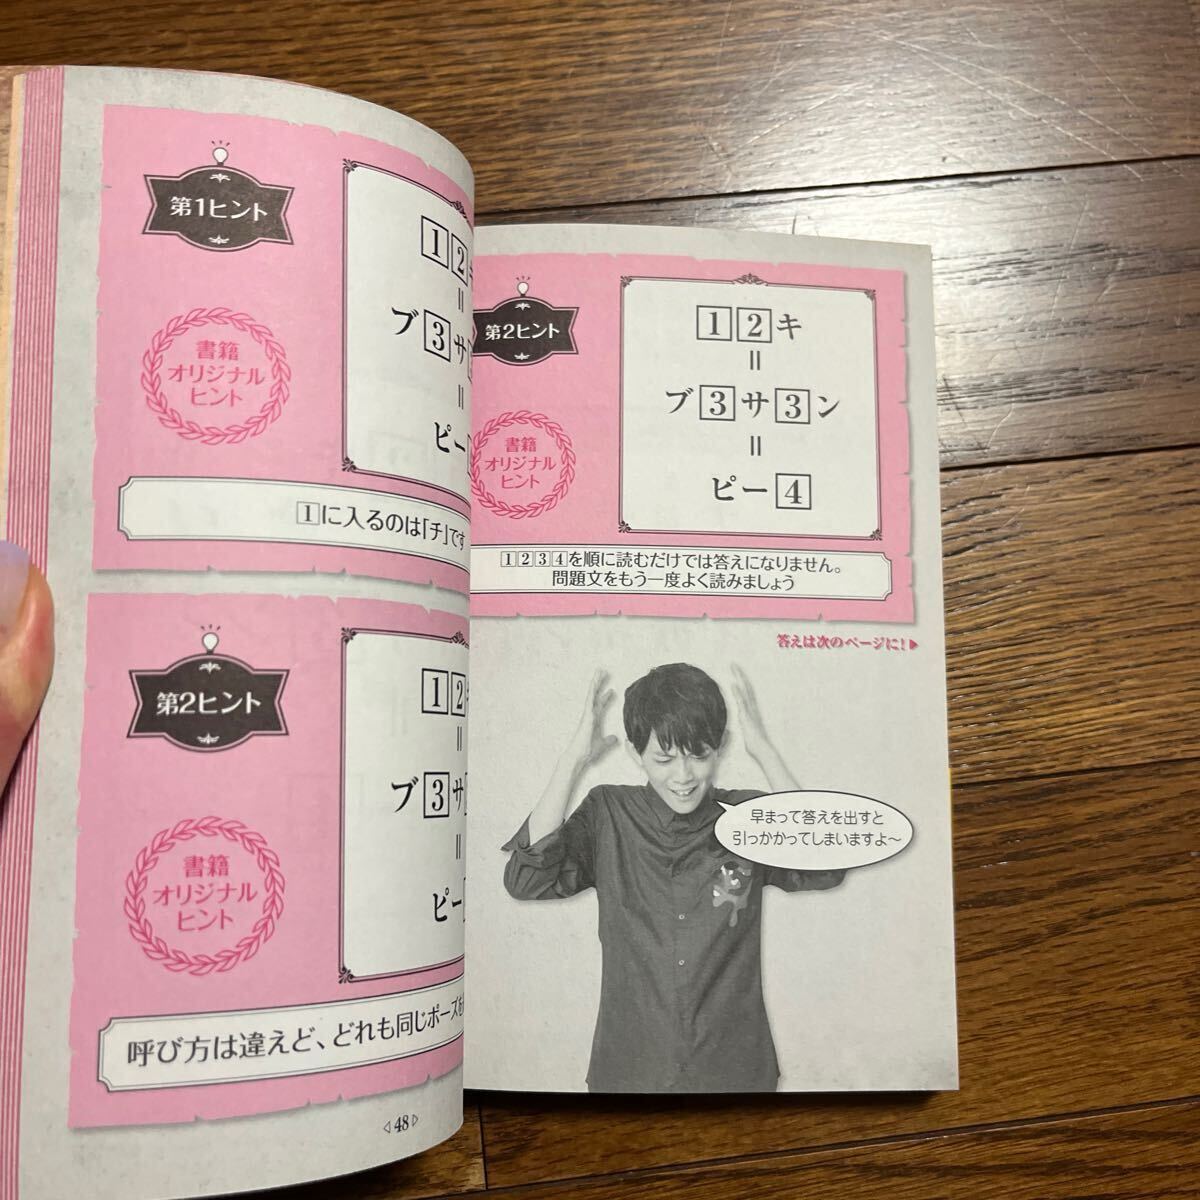 第1ヒント
書籍
オリジナル
ヒント
12
=
ブ3サ
=
ピー
1に入るのは「チ」です
第2ヒント
書籍
オリジナル
ヒント
12
=
ブ3サ
=
ピー
呼び方は違えど、どれも同じポーズ
48
第2ヒント
書籍
オリジナル
ヒント
12キ
=
ブ3サ3ン
=
ピー4
1234を順に読むだけでは答えになりません。
問題文をもう一度よく読みましょう
答えは次のページに!▶
早まって答えを出すと
引っかかってしまいますよ〜